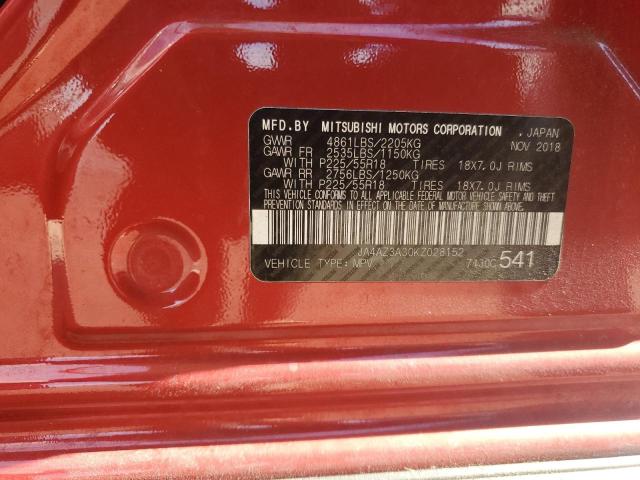 MFD.BY MITSUBISHI MOTORS CORPORATION , JAPAN
GVWR 4861LBS/2205KG NOV 2018
GAWR FR 2535LBS/1150KG
WITH P225/55R18 TIRES 18X7.0J RIMS
GAWR RR 2756LBS/1250KG
WITH P225/55R18 TIRES 18X7.0J RIMS
THIS VEHICLE CONFORMS TO ALL APPLICABLE FEDERAL MOTOR VEHICLE SAFETY AND
THEFT PREVENTION STANDARDS IN EFFECT ON THE DATE OF MANUFACTURE SHOWN ABOVE.
JA4AZ3A30KZ028152
VEHICLE TYPE: MPV 7430C 541